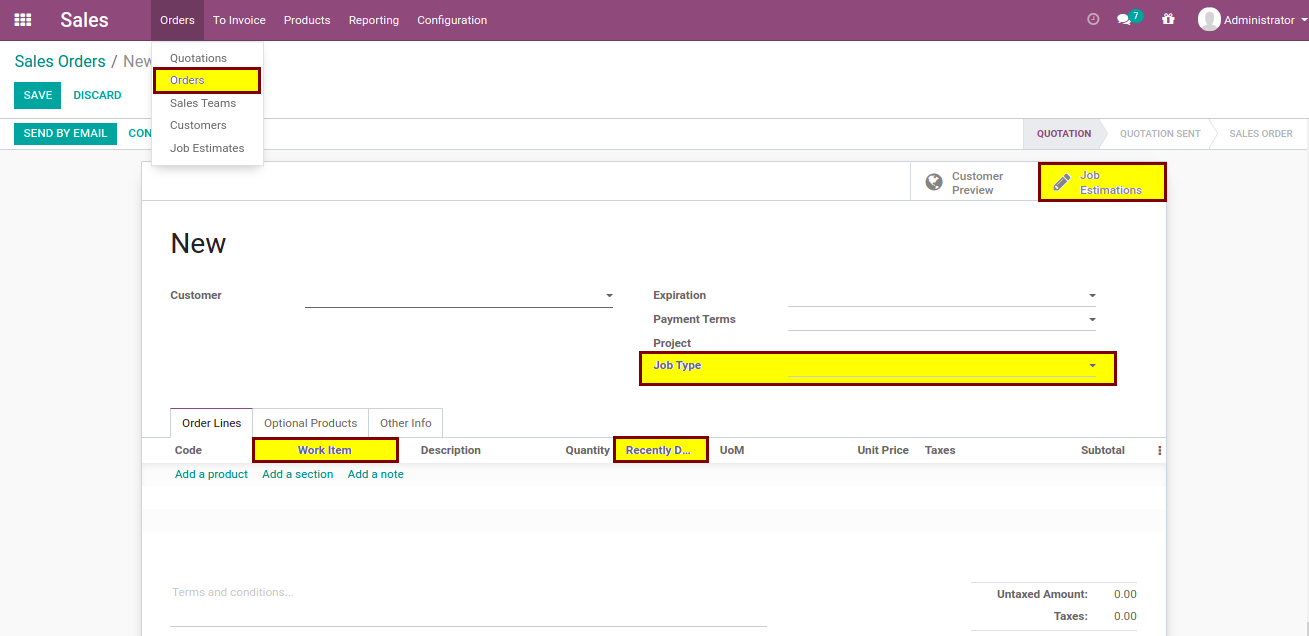 Sales Orders To Invoice Products Reporting Configuration 7 Administrator
Quotations
Orders
Sales Teams
Customers
Job Estimates
Sales Orders / New
SAVE DISCARD
SEND BY EMAIL CON
QUOTATION QUOTATION SENT SALES ORDER
Customer
Preview
Job
Estimations
New
Customer
Expiration
Payment Terms
Project
Job Type
Order Lines Optional Products Other Info
Code Work Item Description Quantity Recently D... UoM Unit Price Taxes Subtotal
Add a product Add a section Add a note
Terms and conditions...
Untaxed Amount: 0.00
Taxes: 0.00